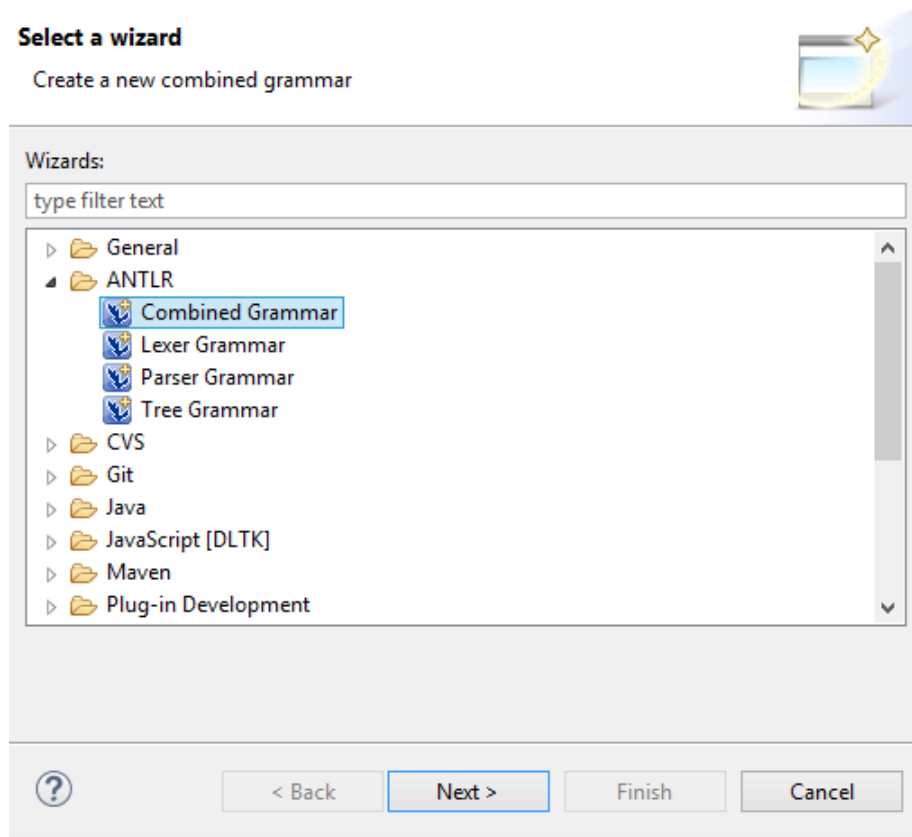 Select a wizard
Create a new combined grammar
Wizards:
type filter text
General
ANTLR
Combined Grammar
Lexer Grammar
Parser Grammar
Tree Grammar
CVS
Git
Java
JavaScript [DLTK]
Maven
Plug-in Development
? < Back Next > Finish Cancel